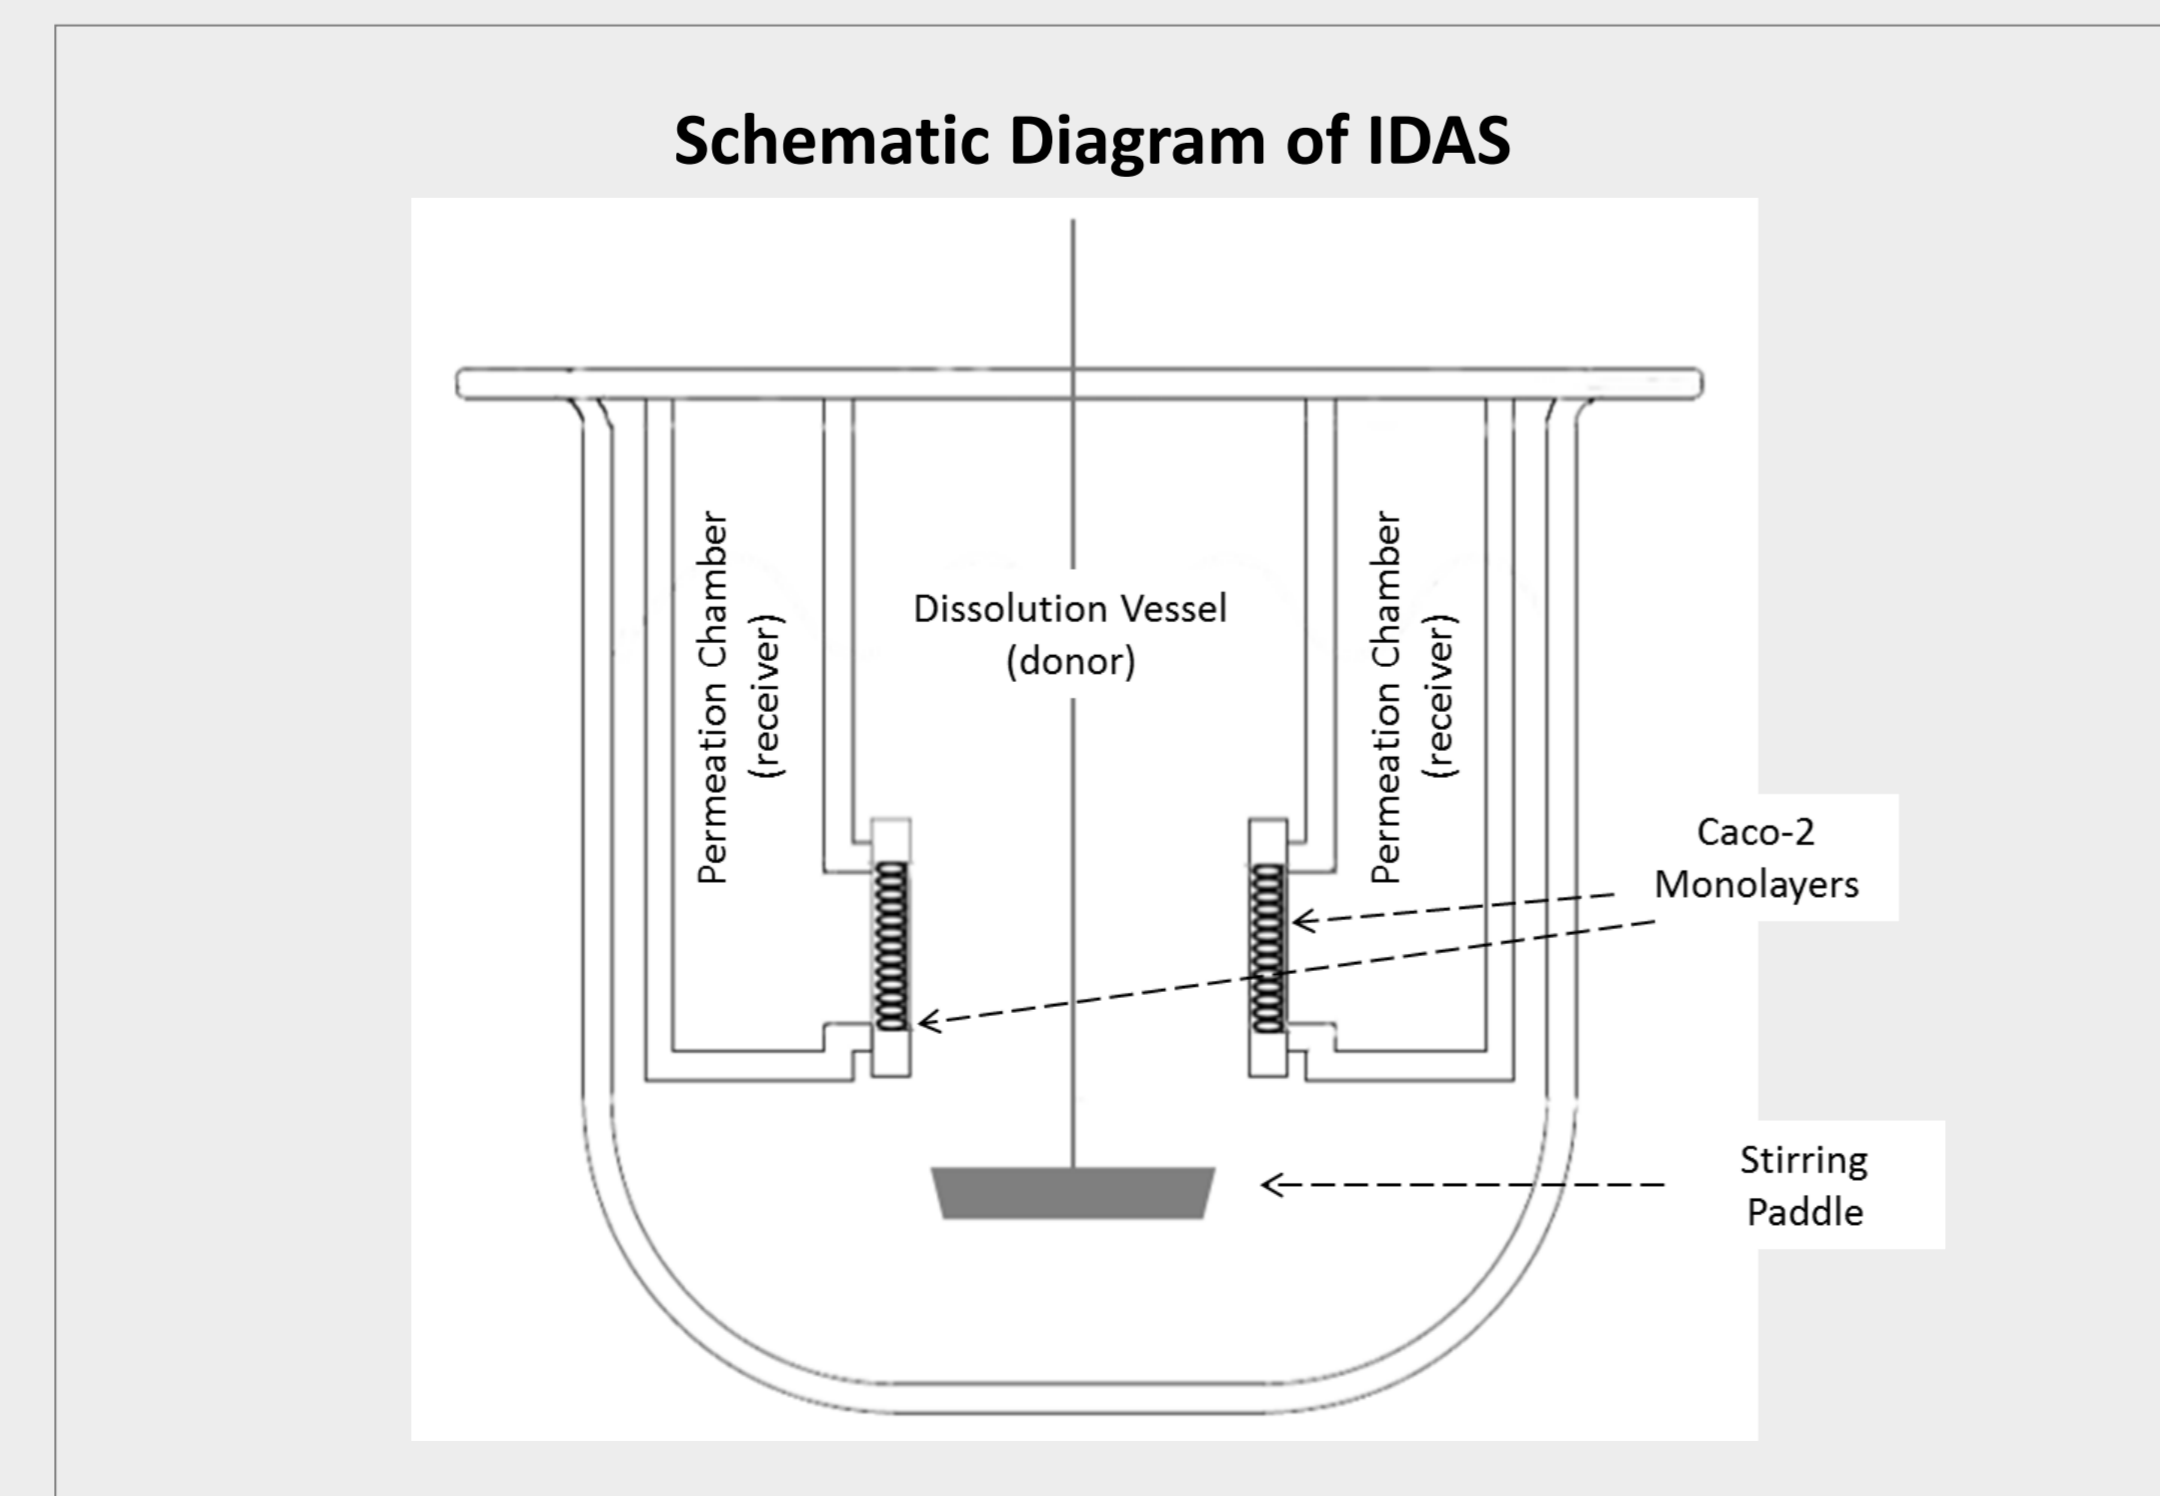 Schematic Diagram of IDAS
Permeation Chamber
(receiver)
Dissolution Vessel
(donor)
Permeation Chamber
(receiver)
Caco-2
Monolayers
Stirring
Paddle